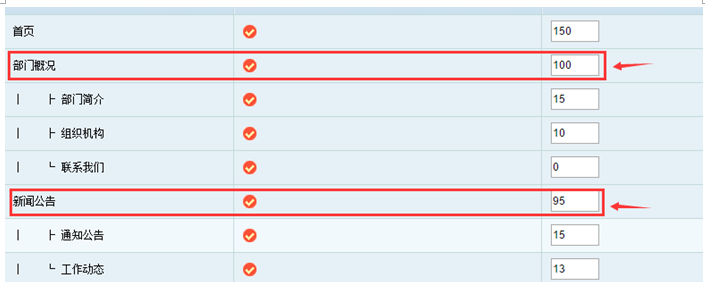 首页 150
部门概况 100
| ├ 部门简介 15
| ├ 组织机构 10
| └ 联系我们 0
新闻公告 95
| ├ 通知公告 15
| └ 工作动态 13